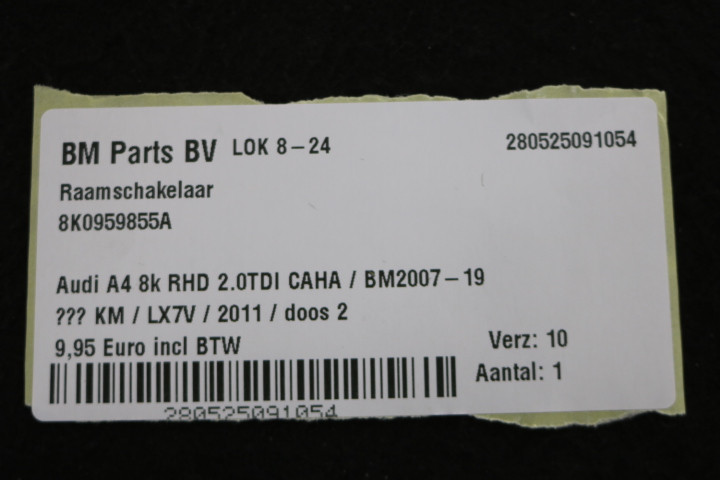 BM Parts BV LOK 8-24 280525091054
Raamschakelaar
8K0959855A
Audi A4 8k RHD 2.0TDI CAHA / BM2007-19
??? KM / LX7V / 2011 / doos 2
9,95 Euro incl BTW Verz: 10
Aantal: 1
280525091054